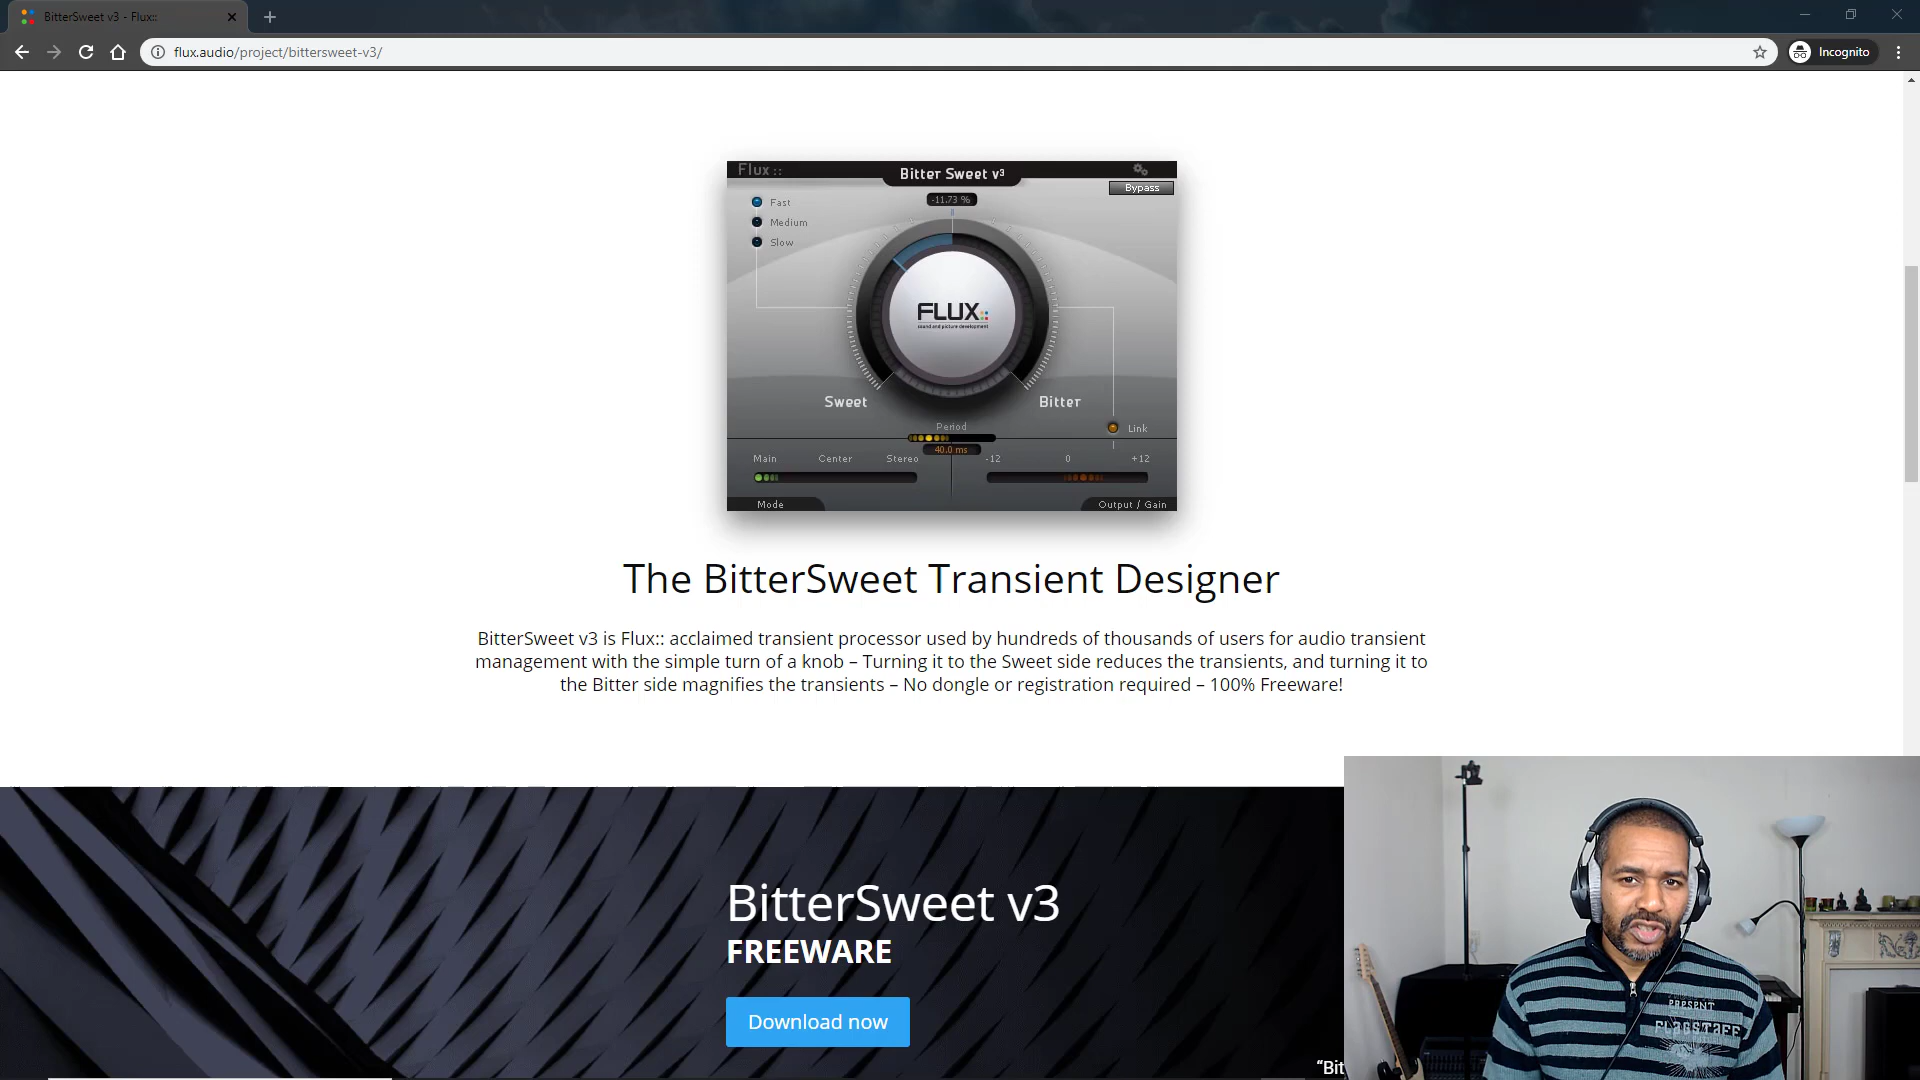 BitterSweet v3 - Flux::
flux.audio/project/bittersweet-v3/
Incognito
Flux ::
Bitter Sweet v3
Bypass
-11.73 %
Fast
Medium
Slow
FLUX::
sound and picture development
Sweet
Bitter
Period
40.0 ms
Link
Main Center Stereo
-12 0 +12
Mode
Output / Gain
The BitterSweet Transient Designer
BitterSweet v3 is Flux:: acclaimed transient processor used by hundreds of thousands of users for audio transient
management with the simple turn of a knob – Turning it to the Sweet side reduces the transients, and turning it to
the Bitter side magnifies the transients – No dongle or registration required – 100% Freeware!
BitterSweet v3
FREEWARE
Download now
“Bit
PRESENT
FLAGSTAFF